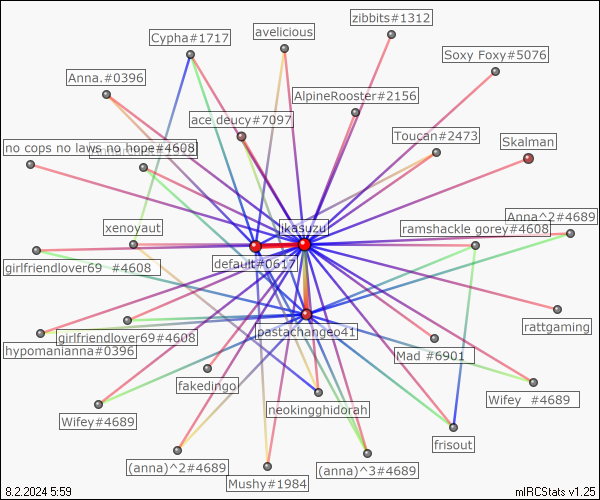 zibbits#1312
Cypha#1717
avelicious
Soxy Foxy#5076
Anna.#0396
AlpineRooster#2156
ace deucy#7097
Toucan#2473
no cops no laws no hope#4608
Skalman
Anna^2#4689
xenoyaut
jikasuzu
ramshackle gorey#4608
girlfriendlover69 #4608
default#0617
rattgaming
pastachangeo41
girlfriendlover69#4608
hypomanianna#0396
Mad #6901
fakedingo
Wifey #4689
neokingghidorah
Wifey#4689
frisout
(anna)^2#4689
(anna)^3#4689
Mushy#1984
8.2.2024 5:59
mIRCStats v1.25